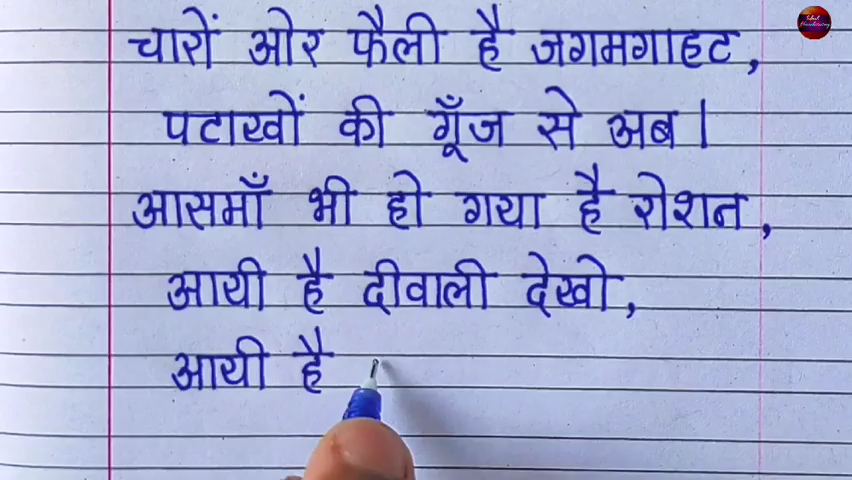 चारों ओर फैली है जगमगाहट,
पटाखों की गूँज से अब।
आसमाँ भी हो गया है रोशन,
आयी है दीवाली देखो,
आयी है